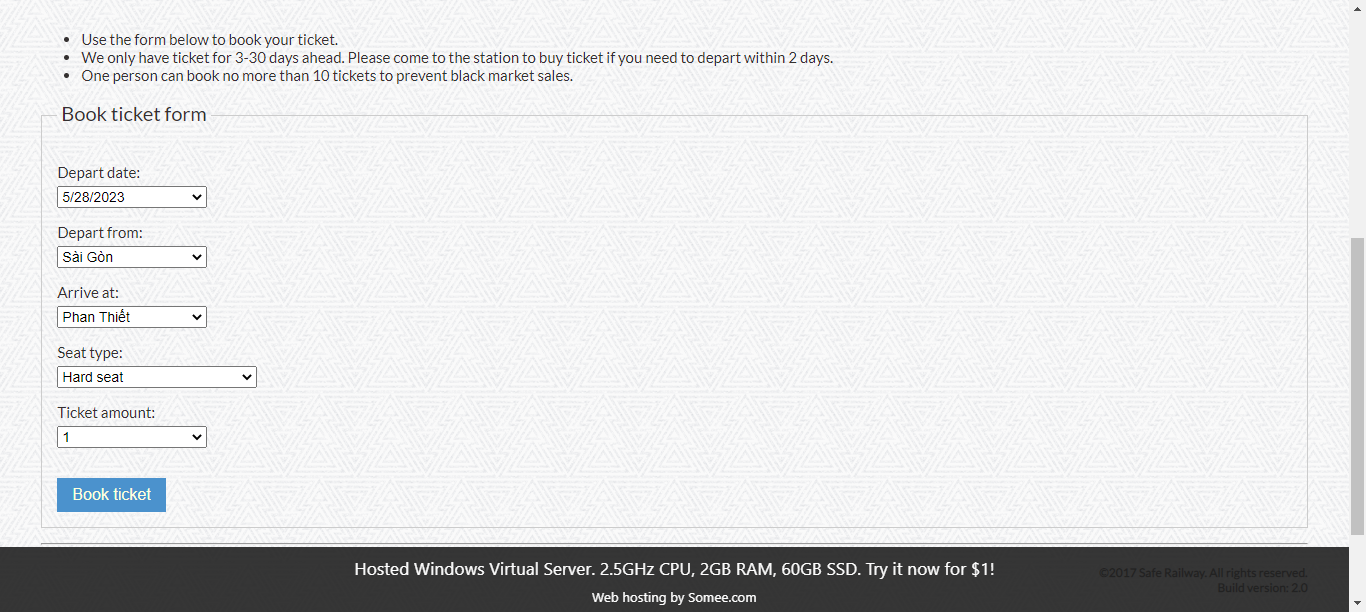 Use the form below to book your ticket.
We only have ticket for 3-30 days ahead. Please come to the station to buy ticket if you need to depart within 2 days.
One person can book no more than 10 tickets to prevent black market sales.
Book ticket form
Depart date:
5/28/2023
Depart from:
Sài Gòn
Arrive at:
Phan Thiết
Seat type:
Hard seat
Ticket amount:
1
Book ticket
Hosted Windows Virtual Server. 2.5GHz CPU, 2GB RAM, 60GB SSD. Try it now for $1!
©2017 Safe Railway. All rights reserved.
Build version: 2.0
Web hosting by Somee.com